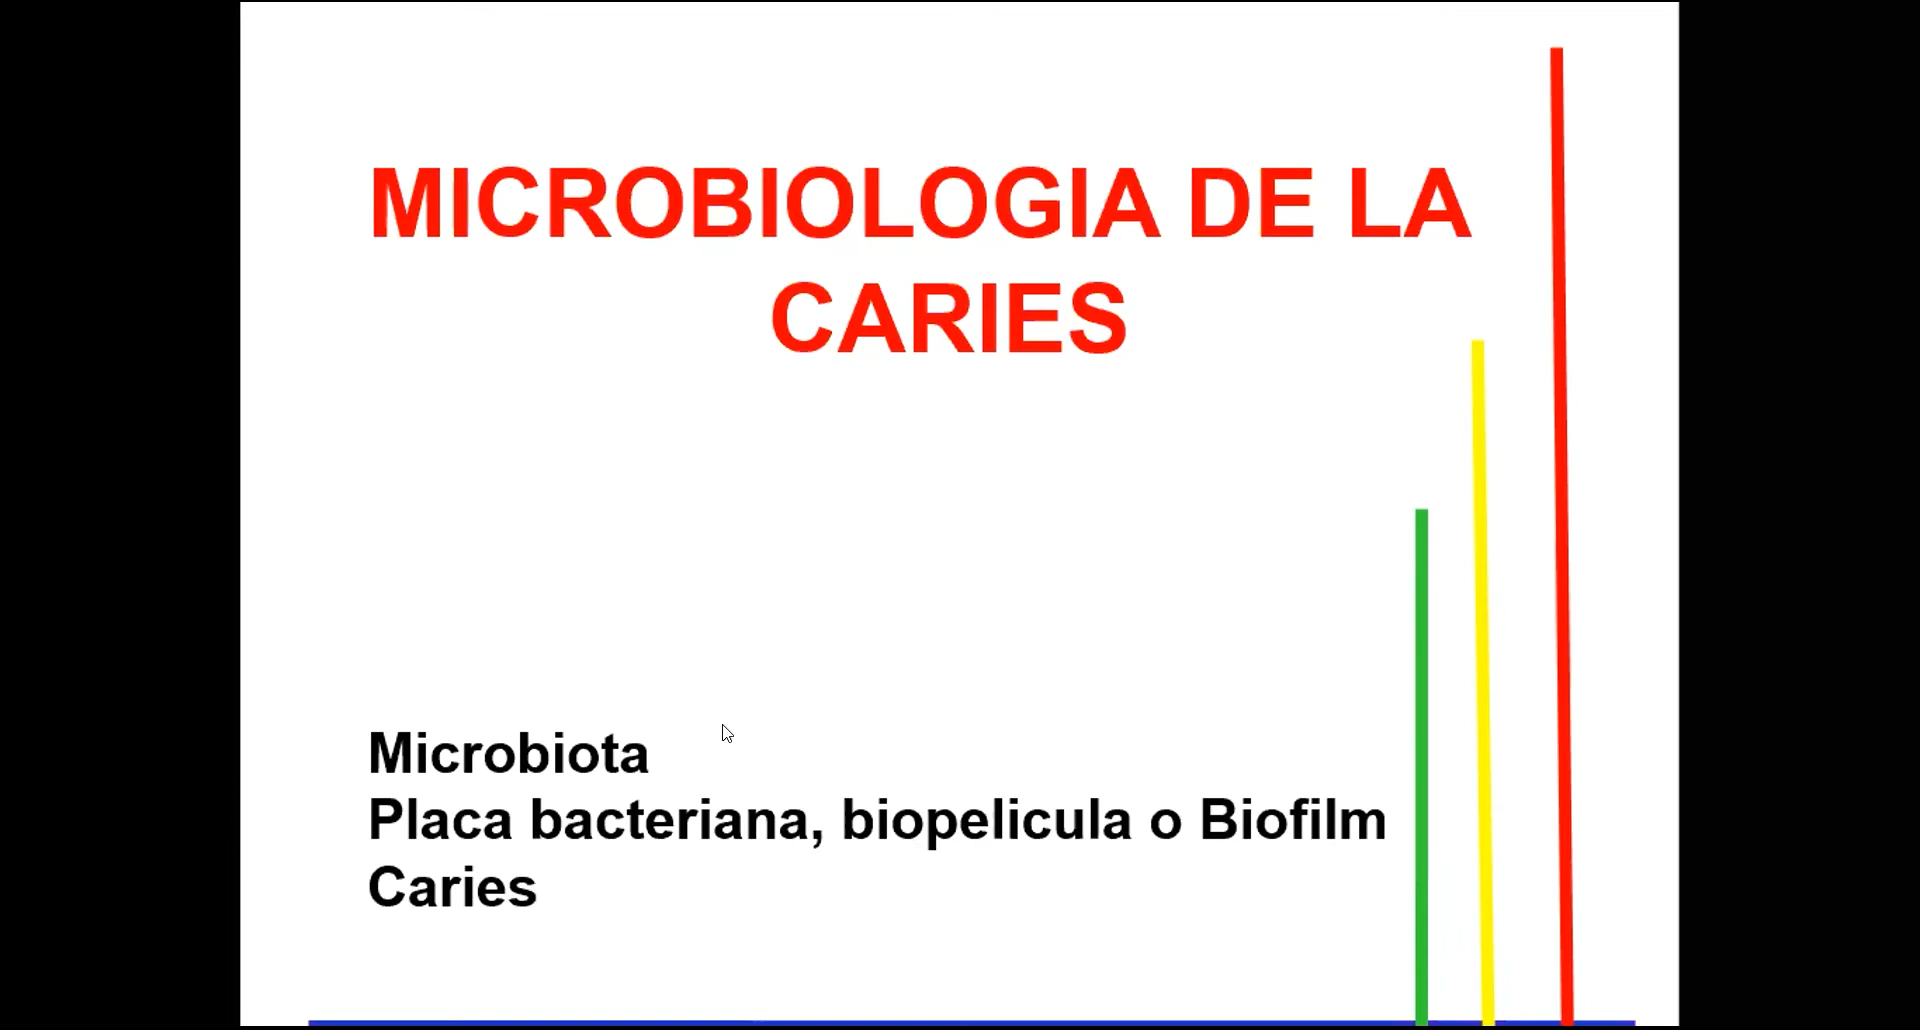 MICROBIOLOGIA DE LA
CARIES
Microbiota
Placa bacteriana, biopelicula o Biofilm
Caries